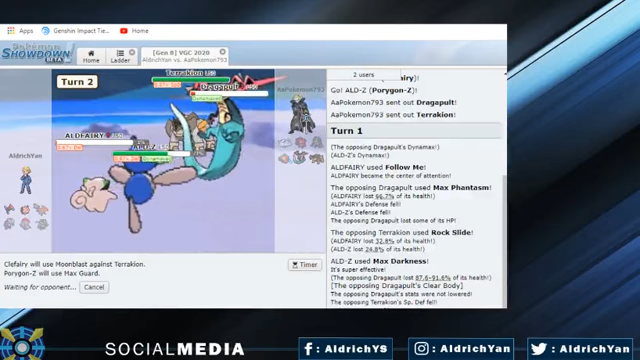 Apps
Genshin Impact Tie...
Home
SHOWDOWN
BETA
Home
Ladder
[Gen 8] VGC 2020
AldrichYan vs. AaPokemon793
Turn 2
Terrakion
Dragapult
AaPokemon793
ALDFAIRY
AldrichYan
2 users
Go! ALD-Z (Porygon-Z)!
AaPokemon793 sent out Dragapult!
AaPokemon793 sent out Terrakion!
Turn 1
(The opposing Dragapult's Dynamax!)
(ALD-Z's Dynamax!)
ALDFAIRY used Follow Me!
ALDFAIRY became the center of attention!
The opposing Dragapult used Max Phantasm!
(ALDFAIRY lost 66.7% of its health!)
ALDFAIRY's Defense fell!
ALD-Z's Defense fell!
The opposing Dragapult lost some of its HP!
The opposing Terrakion used Rock Slide!
(ALDFAIRY lost 32.8% of its health!)
(ALD-Z lost 24.8% of its health!)
ALD-Z used Max Darkness!
It's super effective!
(The opposing Dragapult lost 87.6-91.6% of its health!)
[The opposing Dragapult's Clear Body]
The opposing Dragapult's stats were not lowered!
The opposing Terrakion's Sp. Def fell!
Clefairy will use Moonblast against Terrakion.
Porygon-Z will use Max Guard.
Waiting for opponent...
Cancel
Timer
SOCIALMEDIA
: AldrichYS
: AldrichYan
: AldrichYan